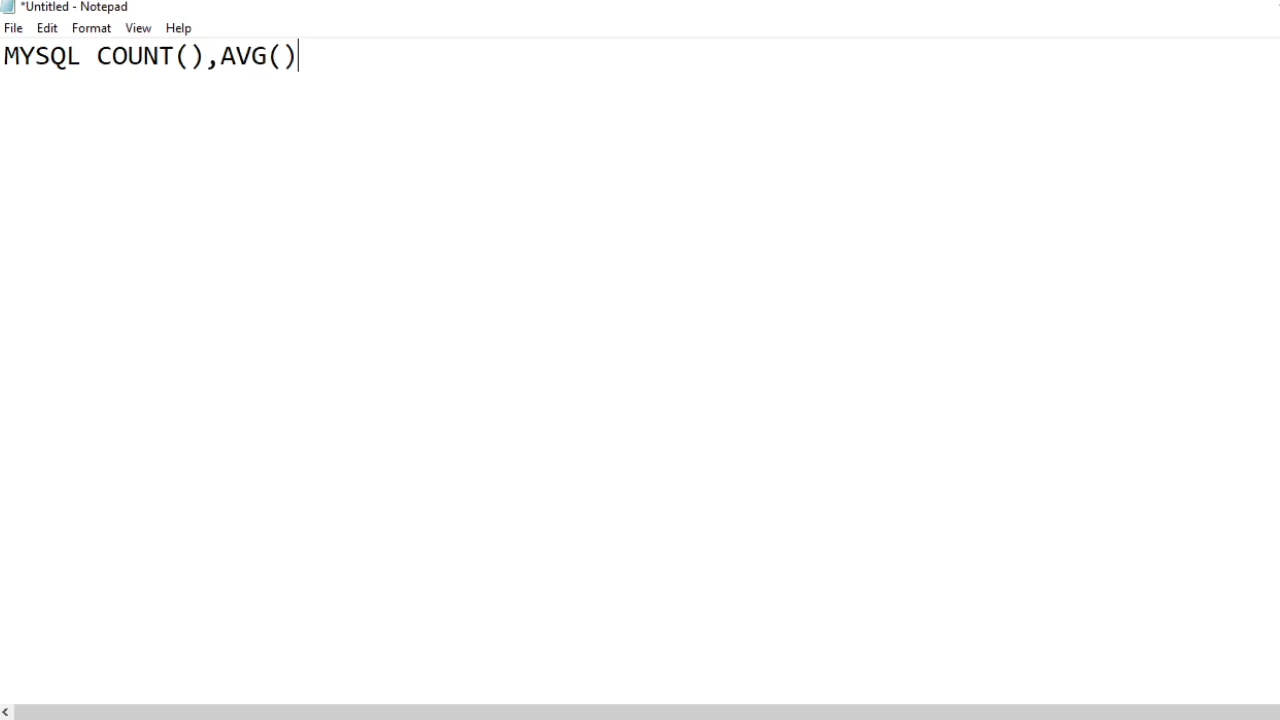 *Untitled - Notepad
File Edit Format View Help
MYSQL COUNT(),AVG()